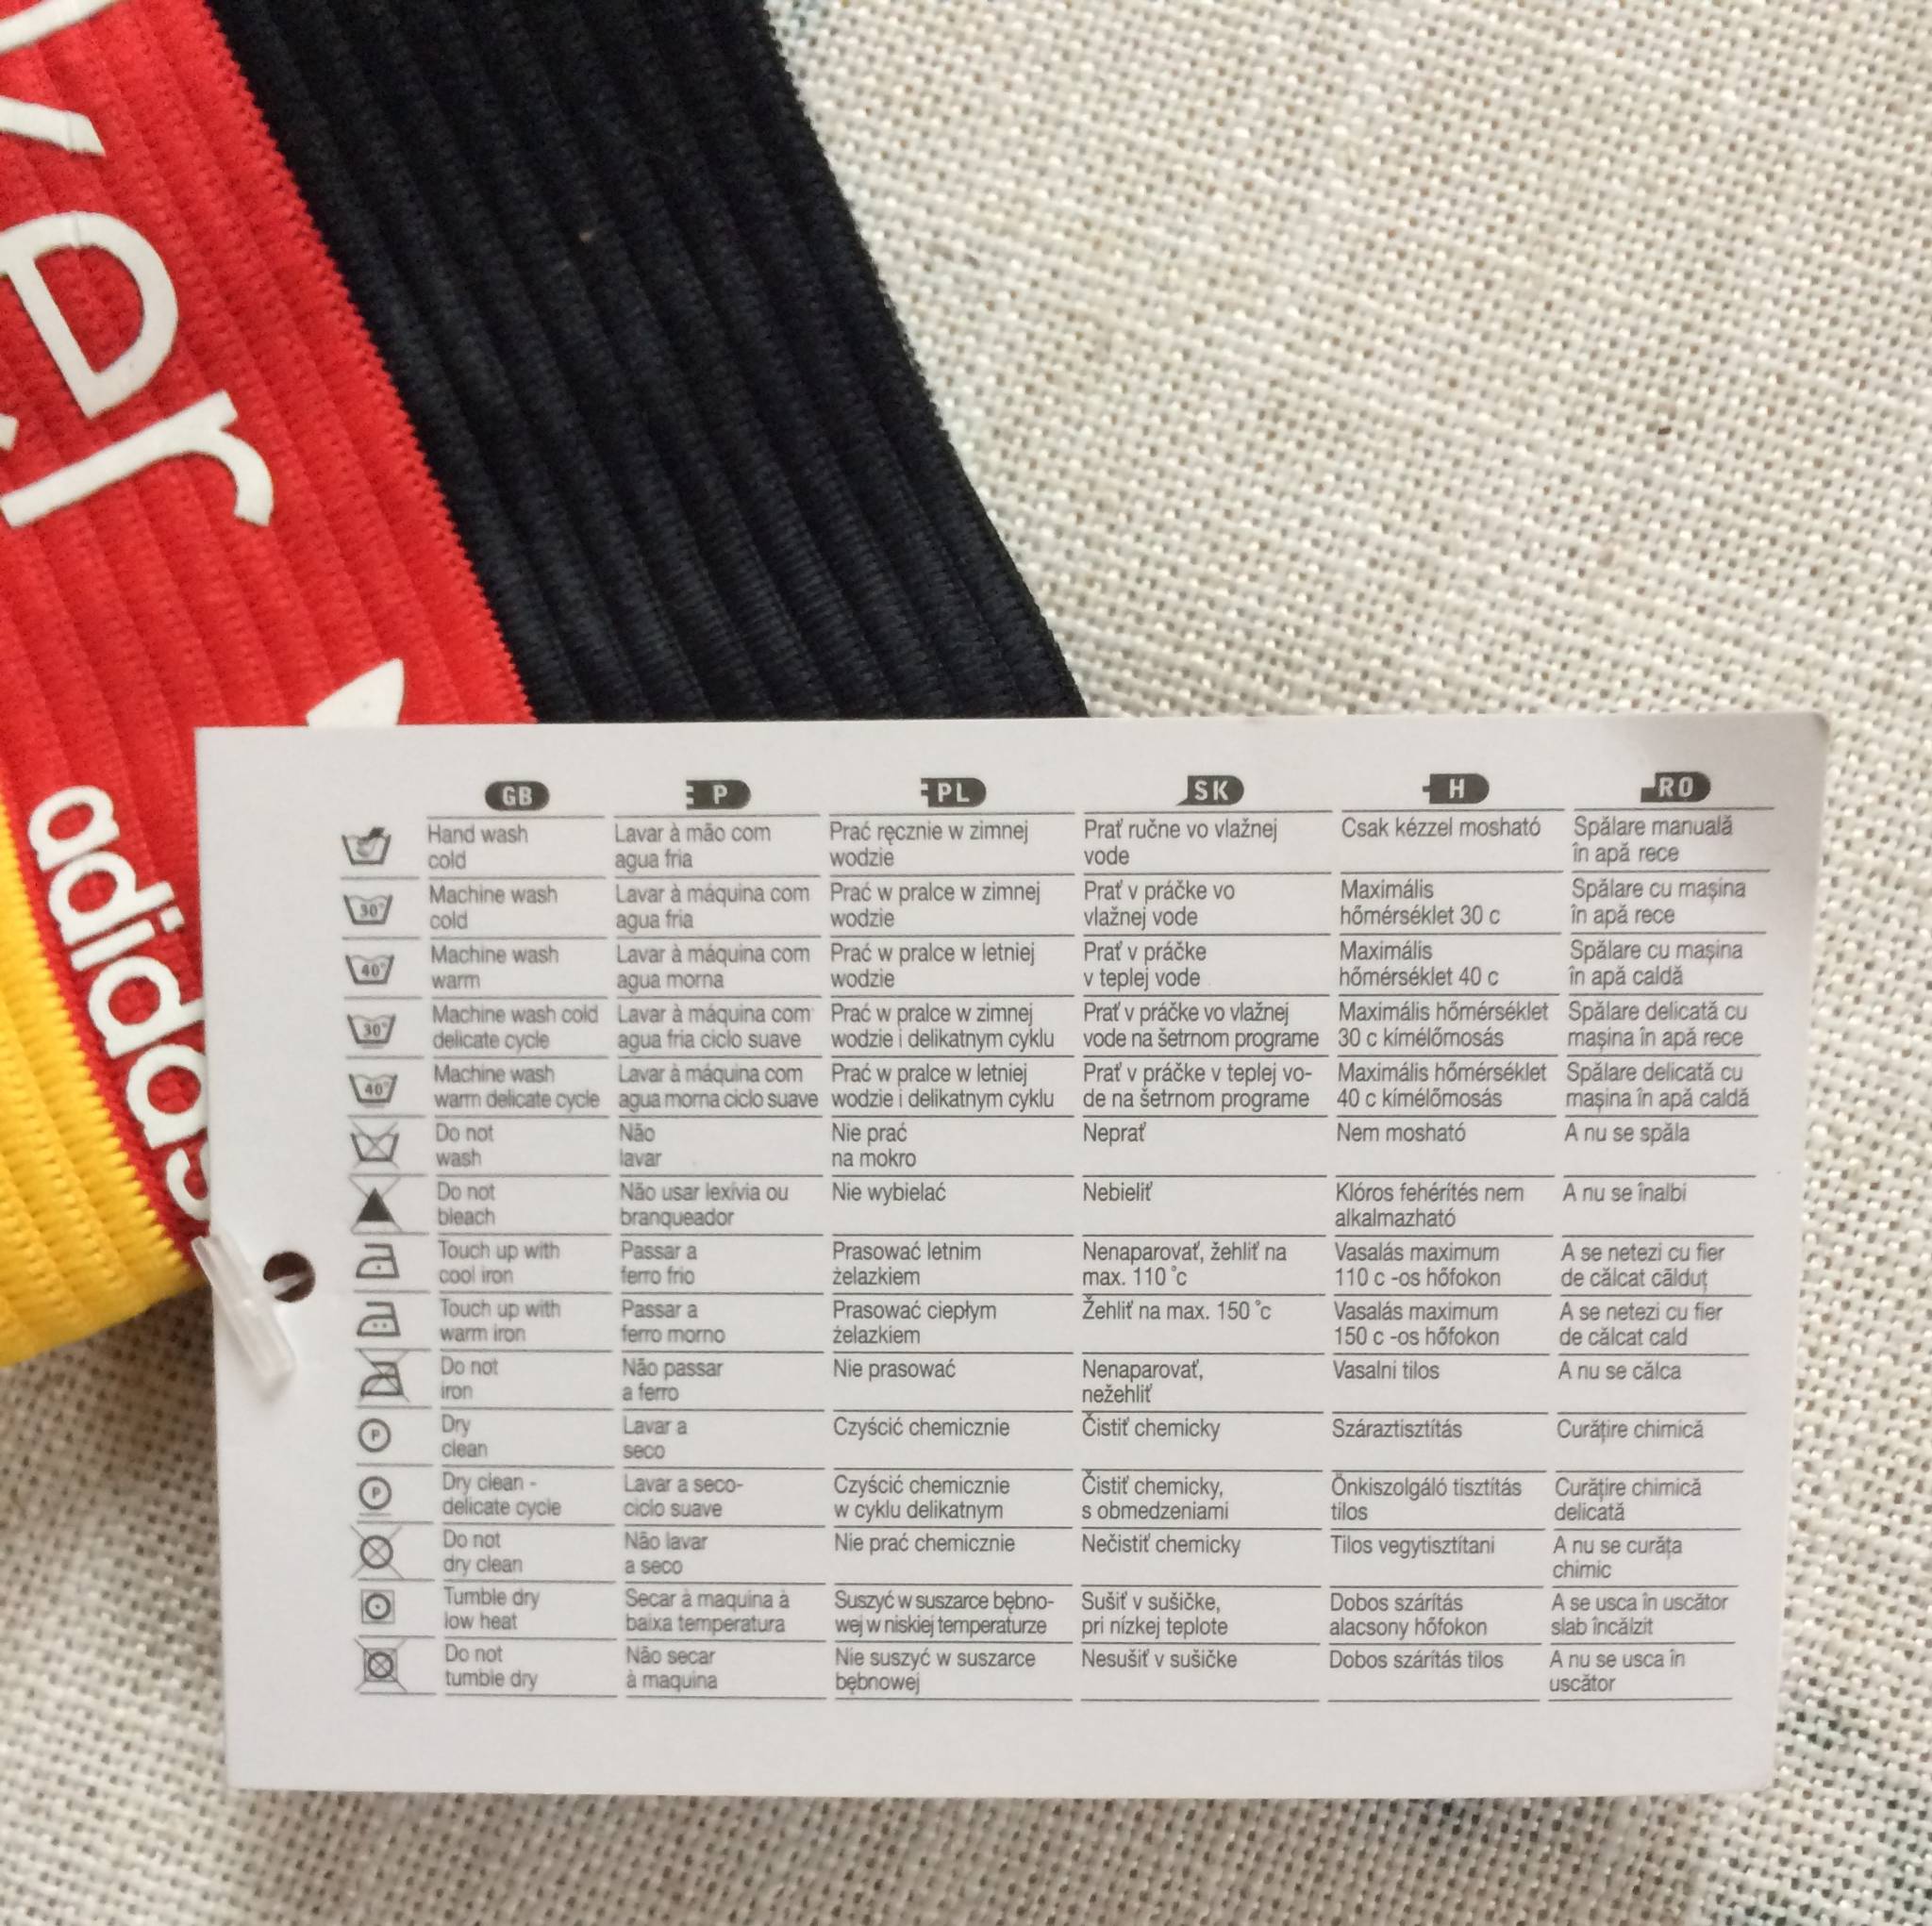 er
adidas
GB P PL SK H RO
Hand wash Lavar à mão com Prać ręcznie w zimnej Prať ručne vo vlažnej Csak kézzel mosható Spălare manuală
cold agua fria wodzie vode în apă rece
Machine wash Lavar à máquina com Prać w pralce w zimnej Prať v práčke vo Maximális Spălare cu mașina
30° cold agua fria wodzie vlažnej vode hőmérséklet 30 c în apă rece
Machine wash Lavar à máquina com Prać w pralce w letniej Prať v práčke Maximális Spălare cu mașina
40° warm agua morna wodzie v teplej vode hőmérséklet 40 c în apă caldă
Machine wash cold Lavar à máquina com Prać w pralce w zimnej Prať v práčke vo vlažnej Maximális hőmérséklet Spălare delicată cu
30° delicate cycle agua fria ciclo suave wodzie i delikatnym cyklu vode na šetrnom programe 30 c kímélőmosás mașina în apă rece
Machine wash Lavar à máquina com Prać w pralce w letniej Prať v práčke v teplej vo- Maximális hőmérséklet Spălare delicată cu
40° warm delicate cycle agua morna ciclo suave wodzie i delikatnym cyklu de na šetrnom programe 40 c kímélőmosás mașina în apă caldă
Do not Não Nie prać Neprať Nem mosható A nu se spăla
wash lavar na mokro
Do not Não usar lexívia ou Nie wybielać Nebieliť Klóros fehérítés nem A nu se înalbi
bleach branqueador alkalmazható
Touch up with Passar a Prasować letnim Nenaparovať, žehliť na Vasalás maximum A se netezi cu fier
cool iron ferro frio żelazkiem max. 110 °c 110 c -os hőfokon de călcat călduț
Touch up with Passar a Prasować ciepłym Žehliť na max. 150 °c Vasalás maximum A se netezi cu fier
warm iron ferro morno żelazkiem 150 c -os hőfokon de călcat cald
Do not Não passar Nie prasować Nenaparovať, Vasalni tilos A nu se călca
iron a ferro nežehliť
P Dry Lavar a Czyścić chemicznie Čistiť chemicky Száraztisztítás Curățire chimică
clean seco
P Dry clean - Lavar a seco- Czyścić chemicznie Čistiť chemicky, Önkiszolgáló tisztítás Curățire chimică
delicate cycle ciclo suave w cyklu delikatnym s obmedzeniami tilos delicată
Do not Não lavar Nie prać chemicznie Nečistiť chemicky Tilos vegytisztítani A nu se curăța
dry clean a seco chimic
Tumble dry Secar à maquina à Suszyć w suszarce bębno- Sušiť v sušičke, Dobos szárítás A se usca în uscător
low heat baixa temperatura wej w niskiej temperaturze pri nízkej teplote alacsony hőfokon slab încălzit
Do not Não secar Nie suszyć w suszarce Nesušiť v sušičke Dobos szárítás tilos A nu se usca în
tumble dry à maquina bębnowej uscător